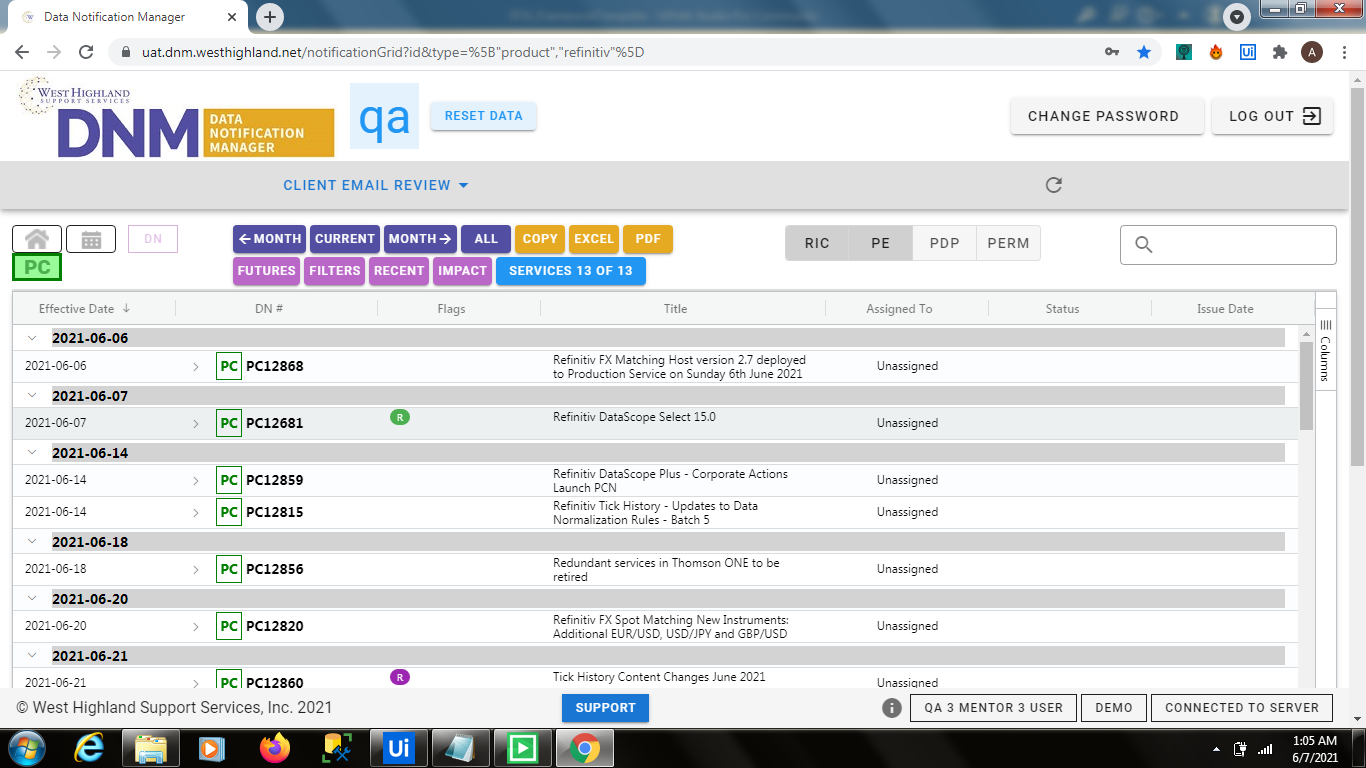 Data Notification Manager
uat.dnm.westhighland.net/notificationGrid?id&type=%5B"product","refinitiv"%5D
Ui
A
WEST HIGHLAND
SUPPORT SERVICES
DNM DATA
NOTIFICATION
MANAGER
qa
RESET DATA
CHANGE PASSWORD
LOG OUT
CLIENT EMAIL REVIEW
DN
MONTH CURRENT MONTH ALL COPY EXCEL PDF
RIC PE PDP PERM
PC
FUTURES FILTERS RECENT IMPACT SERVICES 13 OF 13
Effective Date DN # Flags Title Assigned To Status Issue Date
Columns
2021-06-06
2021-06-06 PC PC12868 Refinitiv FX Matching Host version 2.7 deployed Unassigned
to Production Service on Sunday 6th June 2021
2021-06-07
2021-06-07 PC PC12681 R Refinitiv DataScope Select 15.0 Unassigned
2021-06-14
2021-06-14 PC PC12859 Refinitiv DataScope Plus - Corporate Actions Unassigned
Launch PCN
2021-06-14 PC PC12815 Refinitiv Tick History - Updates to Data Unassigned
Normalization Rules - Batch 5
2021-06-18
2021-06-18 PC PC12856 Redundant services in Thomson ONE to be Unassigned
retired
2021-06-20
2021-06-20 PC PC12820 Refinitiv FX Spot Matching New Instruments: Unassigned
Additional EUR/USD, USD/JPY and GBP/USD
2021-06-21
2021-06-21 PC PC12860 R Tick History Content Changes June 2021 Unassigned
© West Highland Support Services, Inc. 2021
SUPPORT
QA 3 MENTOR 3 USER
DEMO
CONNECTED TO SERVER
Ui
1:05 AM
6/7/2021